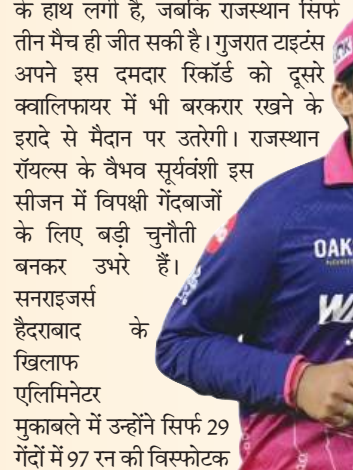 के हाथ लगी है, जबकि राजस्थान सिर्फ
तीन मैच ही जीत सकी है। गुजरात टाइटंस
अपने इस दमदार रिकॉर्ड को दूसरे
क्वालिफायर में भी बरकरार रखने के
इरादे से मैदान पर उतरेगी। राजस्थान
रॉयल्स के वैभव सूर्यवंशी इस
सीजन में विपक्षी गेंदबाजों
के लिए बड़ी चुनौती
बनकर उभरे हैं।
सनराइजर्स
हैदराबाद के
खिलाफ
एलिमिनेटर
मुकाबले में उन्होंने सिर्फ 29
गेंदों में 97 रन की विस्फोटक
OAK